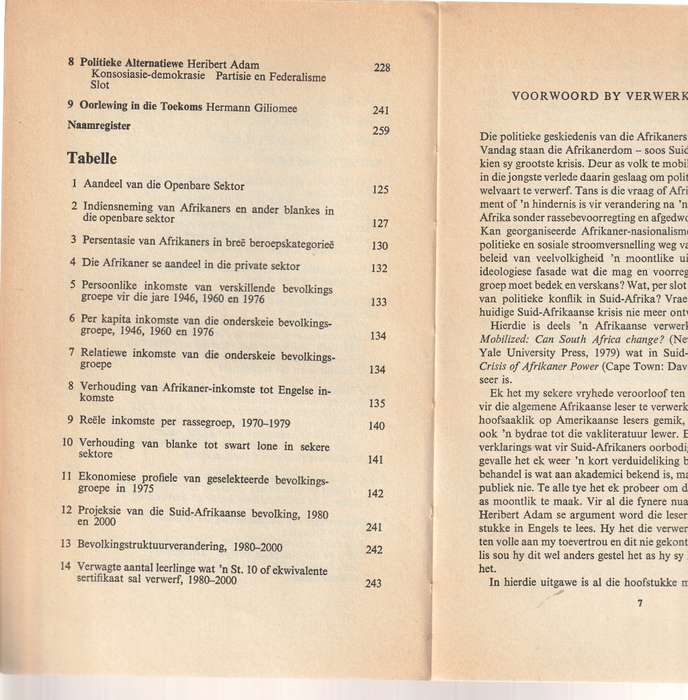 8 Politieke Alternatiewe Heribert Adam 228
Konsosiasie-demokrasie Partisie en Federalisme
Slot
9 Oorlewing in die Toekoms Hermann Giliomee 241
Naamregister 259
Tabelle
1 Aandeel van die Openbare Sektor 125
2 Indiensneming van Afrikaners en ander blankes in
die openbare sektor 127
3 Persentasie van Afrikaners in breë beroepskategorieë 130
4 Die Afrikaner se aandeel in die private sektor 132
5 Persoonlike inkomste van verskillende bevolkings
groepe vir die jare 1946, 1960 en 1976 133
6 Per kapita inkomste van die onderskeie bevolkings-
groepe, 1946, 1960 en 1976 134
7 Relatiewe inkomste van die onderskeie bevolkings-
groepe 134
8 Verhouding van Afrikaner-inkomste tot Engelse in-
komste 135
9 Reële inkomste per rassegroep, 1970–1979 140
10 Verhouding van blanke tot swart lone in sekere
sektore 141
11 Ekonomiese profiele van geselekteerde bevolkings-
groepe in 1975 142
12 Projeksie van die Suid-Afrikaanse bevolking, 1980
en 2000 241
13 Bevolkingstruktuurverandering, 1980–2000 242
14 Verwagte aantal leerlinge wat 'n St. 10 of ekwivalente
sertifikaat sal verwerf, 1980–2000 243
VOORWOORD BY VERWERK
Die politieke geskiedenis van die Afrikaners
Vandag staan die Afrikanerdom – soos Suid-
kien sy grootste krisis. Deur as volk te mobil
in die jongste verlede daarin geslaag om polit
welvaart te verwerf. Tans is die vraag of Afri
ment of 'n hindernis is vir verandering na 'n
Afrika sonder rassebevoorregting en afgedwo
Kan georganiseerde Afrikaner-nasionalisme
politieke en sosiale stroomversnelling weg va
beleid van veelvolkigheid 'n moontlike ui
ideologiese fasade wat die mag en voorreg
groep moet bedek en verskans? Wat, per slot
van politieke konflik in Suid-Afrika? Vrae
huidige Suid-Afrikaanse krisis nie meer ontv
Hierdie is deels 'n Afrikaanse verwerk
Mobilized: Can South Africa change? (Nev
Yale University Press, 1979) wat in Suid-
Crisis of Afrikaner Power (Cape Town: Dav
seer is.
Ek het my sekere vryhede veroorloof ten
vir die algemene Afrikaanse leser te verwerk
hoofsaaklik op Amerikaanse lesers gemik,
ook 'n bydrae tot die vakliteratuur lewer. E
verklarings wat vir Suid-Afrikaners oorbodig
gevalle het ek weer 'n kort verduideliking b
behandel is wat aan akademici bekend is, ma
publiek nie. Te alle tye het ek probeer om da
as moontlik te maak. Vir al die fynere nua
Heribert Adam se argument word die leser
stukke in Engels te lees. Hy het die verwer
ten volle aan my toevertrou en dit nie gekont
lis sou hy dit wel anders gestel het as hy sy
het.
In hierdie uitgawe is al die hoofstukke m
7